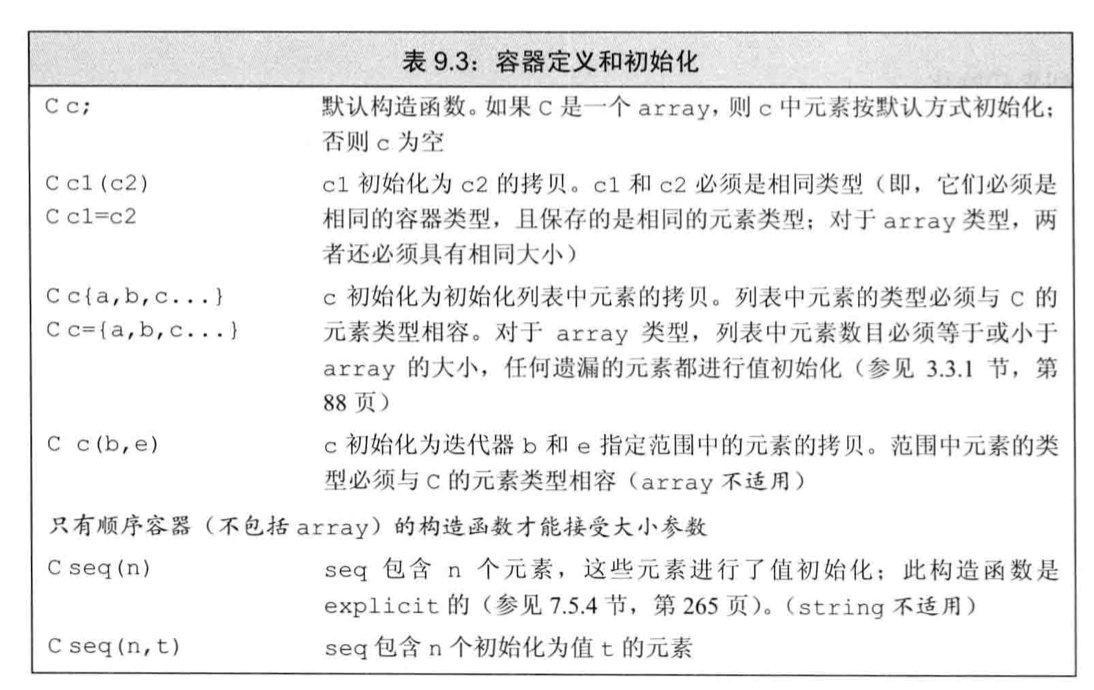 表 9.3：容器定义和初始化
C c; 默认构造函数。如果 C 是一个 array，则 c 中元素按默认方式初始化；
否则 c 为空
C c1(c2) c1 初始化为 c2 的拷贝。c1 和 c2 必须是相同类型（即，它们必须是
C c1=c2 相同的容器类型，且保存的是相同的元素类型；对于 array 类型，两
者还必须具有相同大小）
C c{a,b,c...} c 初始化为初始化列表中元素的拷贝。列表中元素的类型必须与 C 的
C c={a,b,c...} 元素类型相容。对于 array 类型，列表中元素数目必须等于或小于
array 的大小，任何遗漏的元素都进行值初始化（参见 3.3.1 节，第
88 页）
C c(b,e) c 初始化为迭代器 b 和 e 指定范围中的元素的拷贝。范围中元素的类
型必须与 C 的元素类型相容（array 不适用）
只有顺序容器（不包括 array）的构造函数才能接受大小参数
C seq(n) seq 包含 n 个元素，这些元素进行了值初始化；此构造函数是
explicit 的（参见 7.5.4 节，第 265 页）。（string 不适用）
C seq(n,t) seq 包含 n 个初始化为值 t 的元素